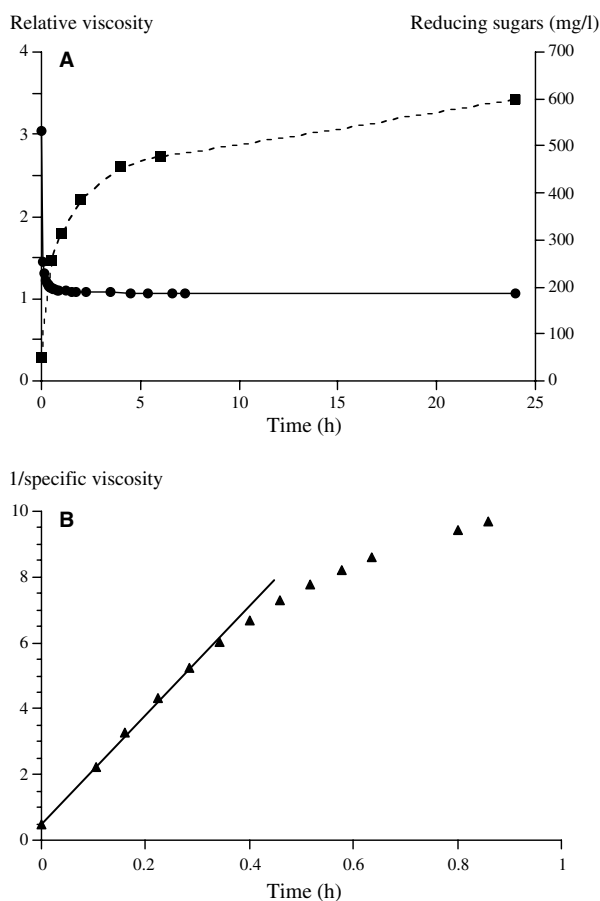 Relative viscosity Reducing sugars (mg/l)
A
4 700
600
3 500
400
2 300
200
1 100
0 0
0 5 10 15 20 25
Time (h)
1/specific viscosity
B
10
8
6
4
2
0
0 0.2 0.4 0.6 0.8 1
Time (h)